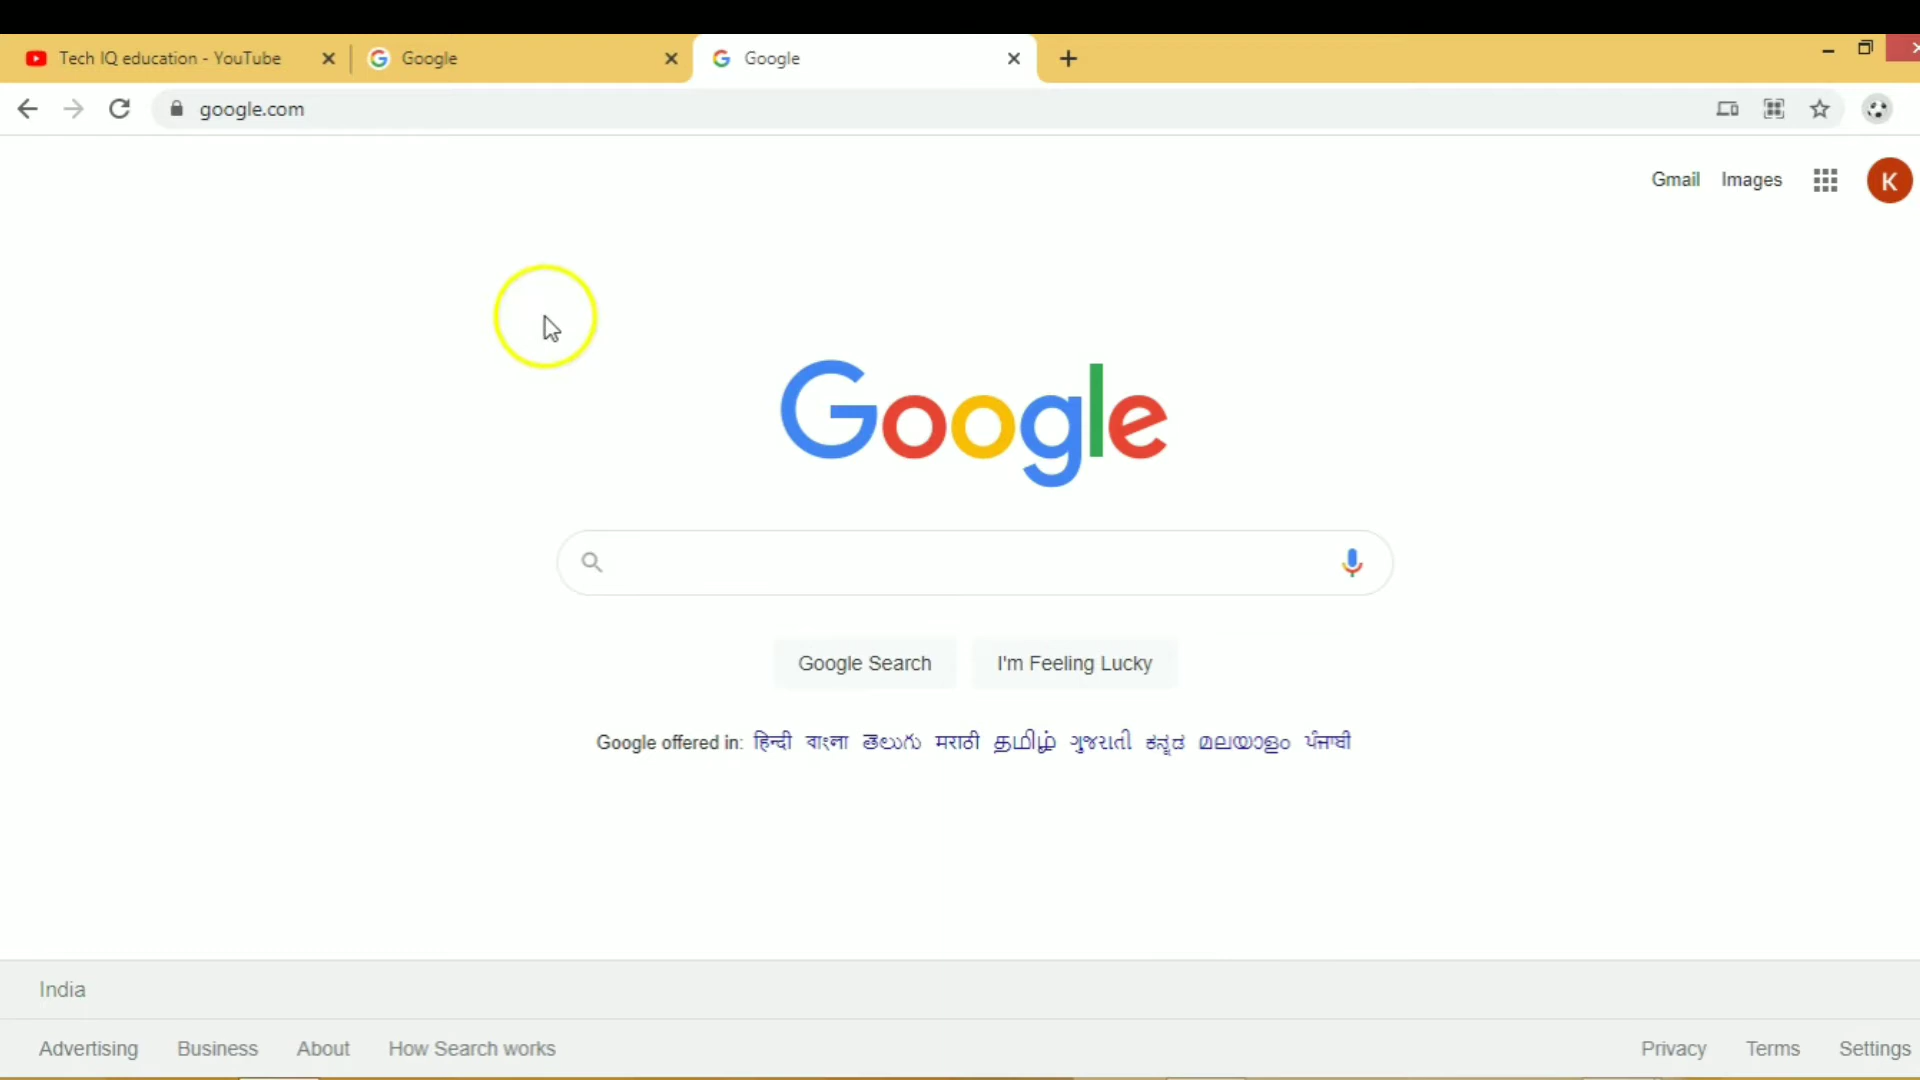 Tech IQ education - YouTube
Google
Google
google.com
Gmail Images
K
Google
Google Search I'm Feeling Lucky
Google offered in: हिन्दी বাংলা తెలుగు मराठी தமிழ் ગુજરાતી ಕನ್ನಡ മലയാളം ਪੰਜਾਬੀ
India
Advertising Business About How Search works Privacy Terms Settings